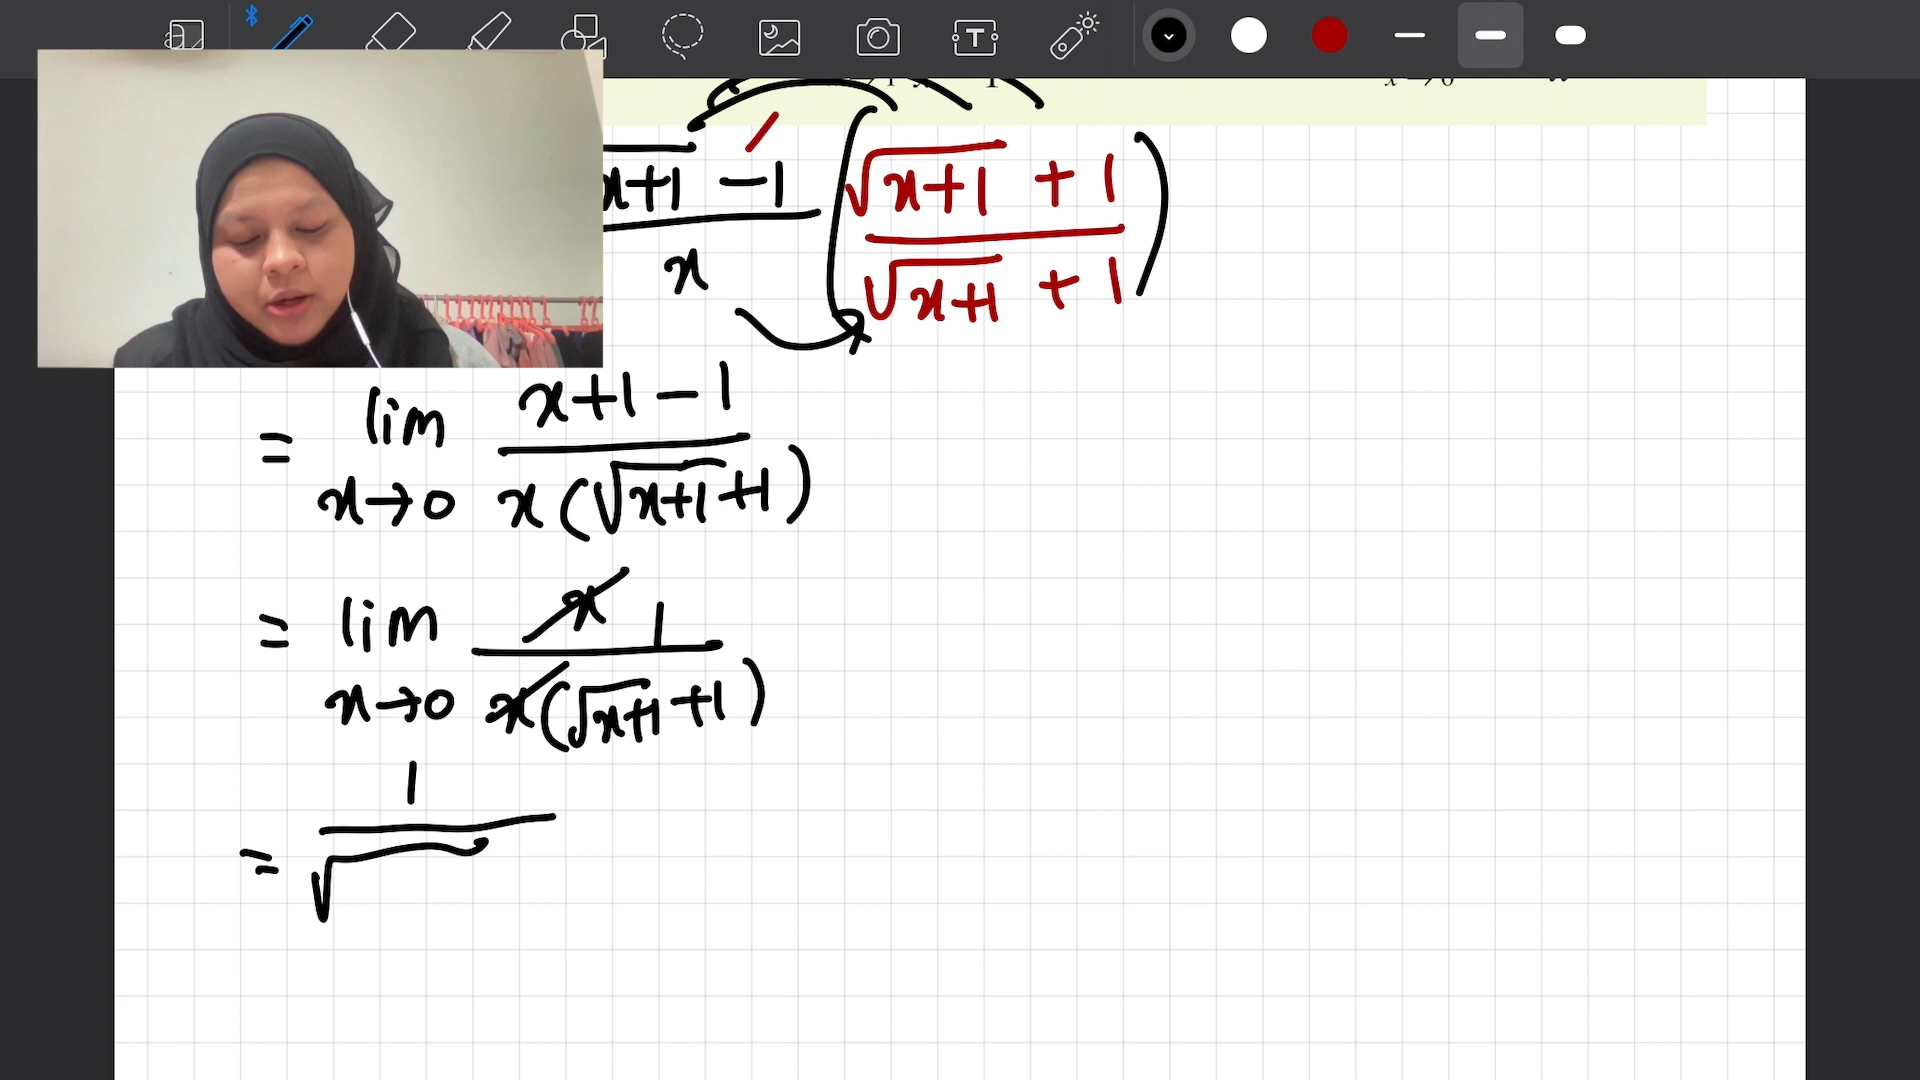 x+1 −1 / x ( √x+1 + 1 / √x+1 + 1 )
= lim x→0 x+1−1 / x(√x+1 +1)
= lim x→0 x 1 / x(√x+1 +1)
= 1 / √